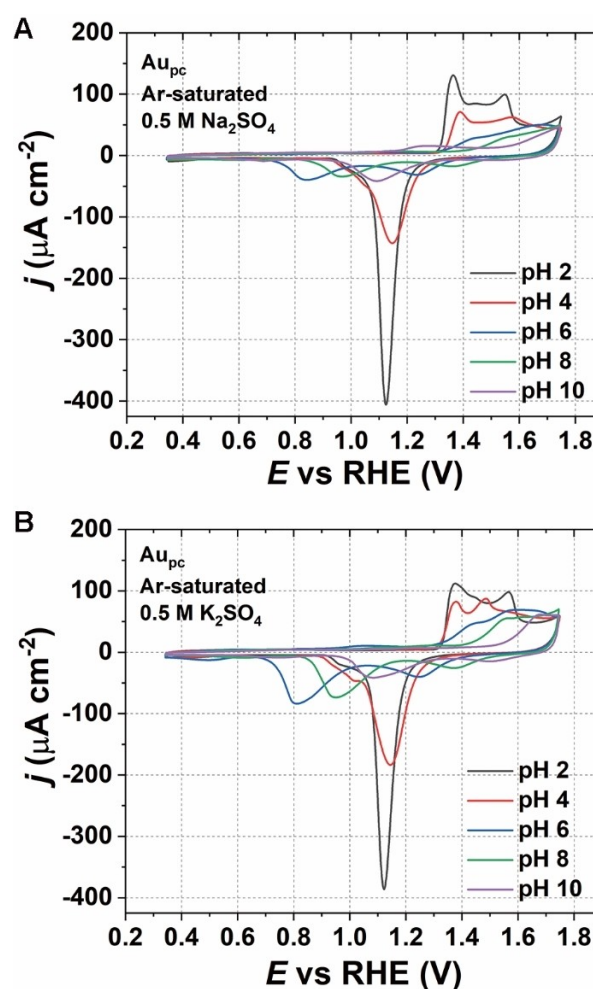 A
200
100
0
-100
-200
-300
-400
j (μA cm⁻²)
Au_pc
Ar-saturated
0.5 M Na₂SO₄
pH 2
pH 4
pH 6
pH 8
pH 10
0.2 0.4 0.6 0.8 1.0 1.2 1.4 1.6 1.8
E vs RHE (V)
B
200
100
0
-100
-200
-300
-400
j (μA cm⁻²)
Au_pc
Ar-saturated
0.5 M K₂SO₄
pH 2
pH 4
pH 6
pH 8
pH 10
0.2 0.4 0.6 0.8 1.0 1.2 1.4 1.6 1.8
E vs RHE (V)